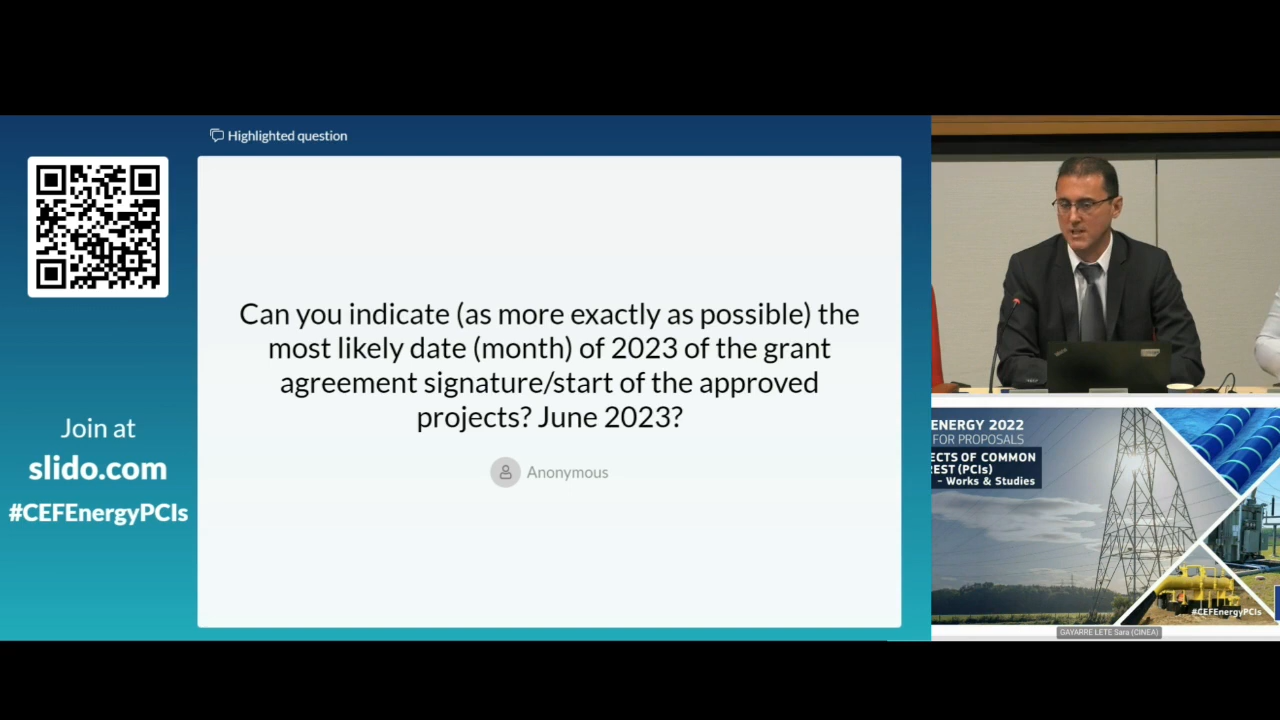 Highlighted question
Join at
slido.com
#CEFEnergyPCIs
Can you indicate (as more exactly as possible) the
most likely date (month) of 2023 of the grant
agreement signature/start of the approved
projects? June 2023?
Anonymous
ENERGY 2022
FOR PROPOSALS
ECTS OF COMMON
REST (PCIs)
- Works & Studies
#CEFEnergyPCIs
GAYARRE LETE Sara (CINEA)